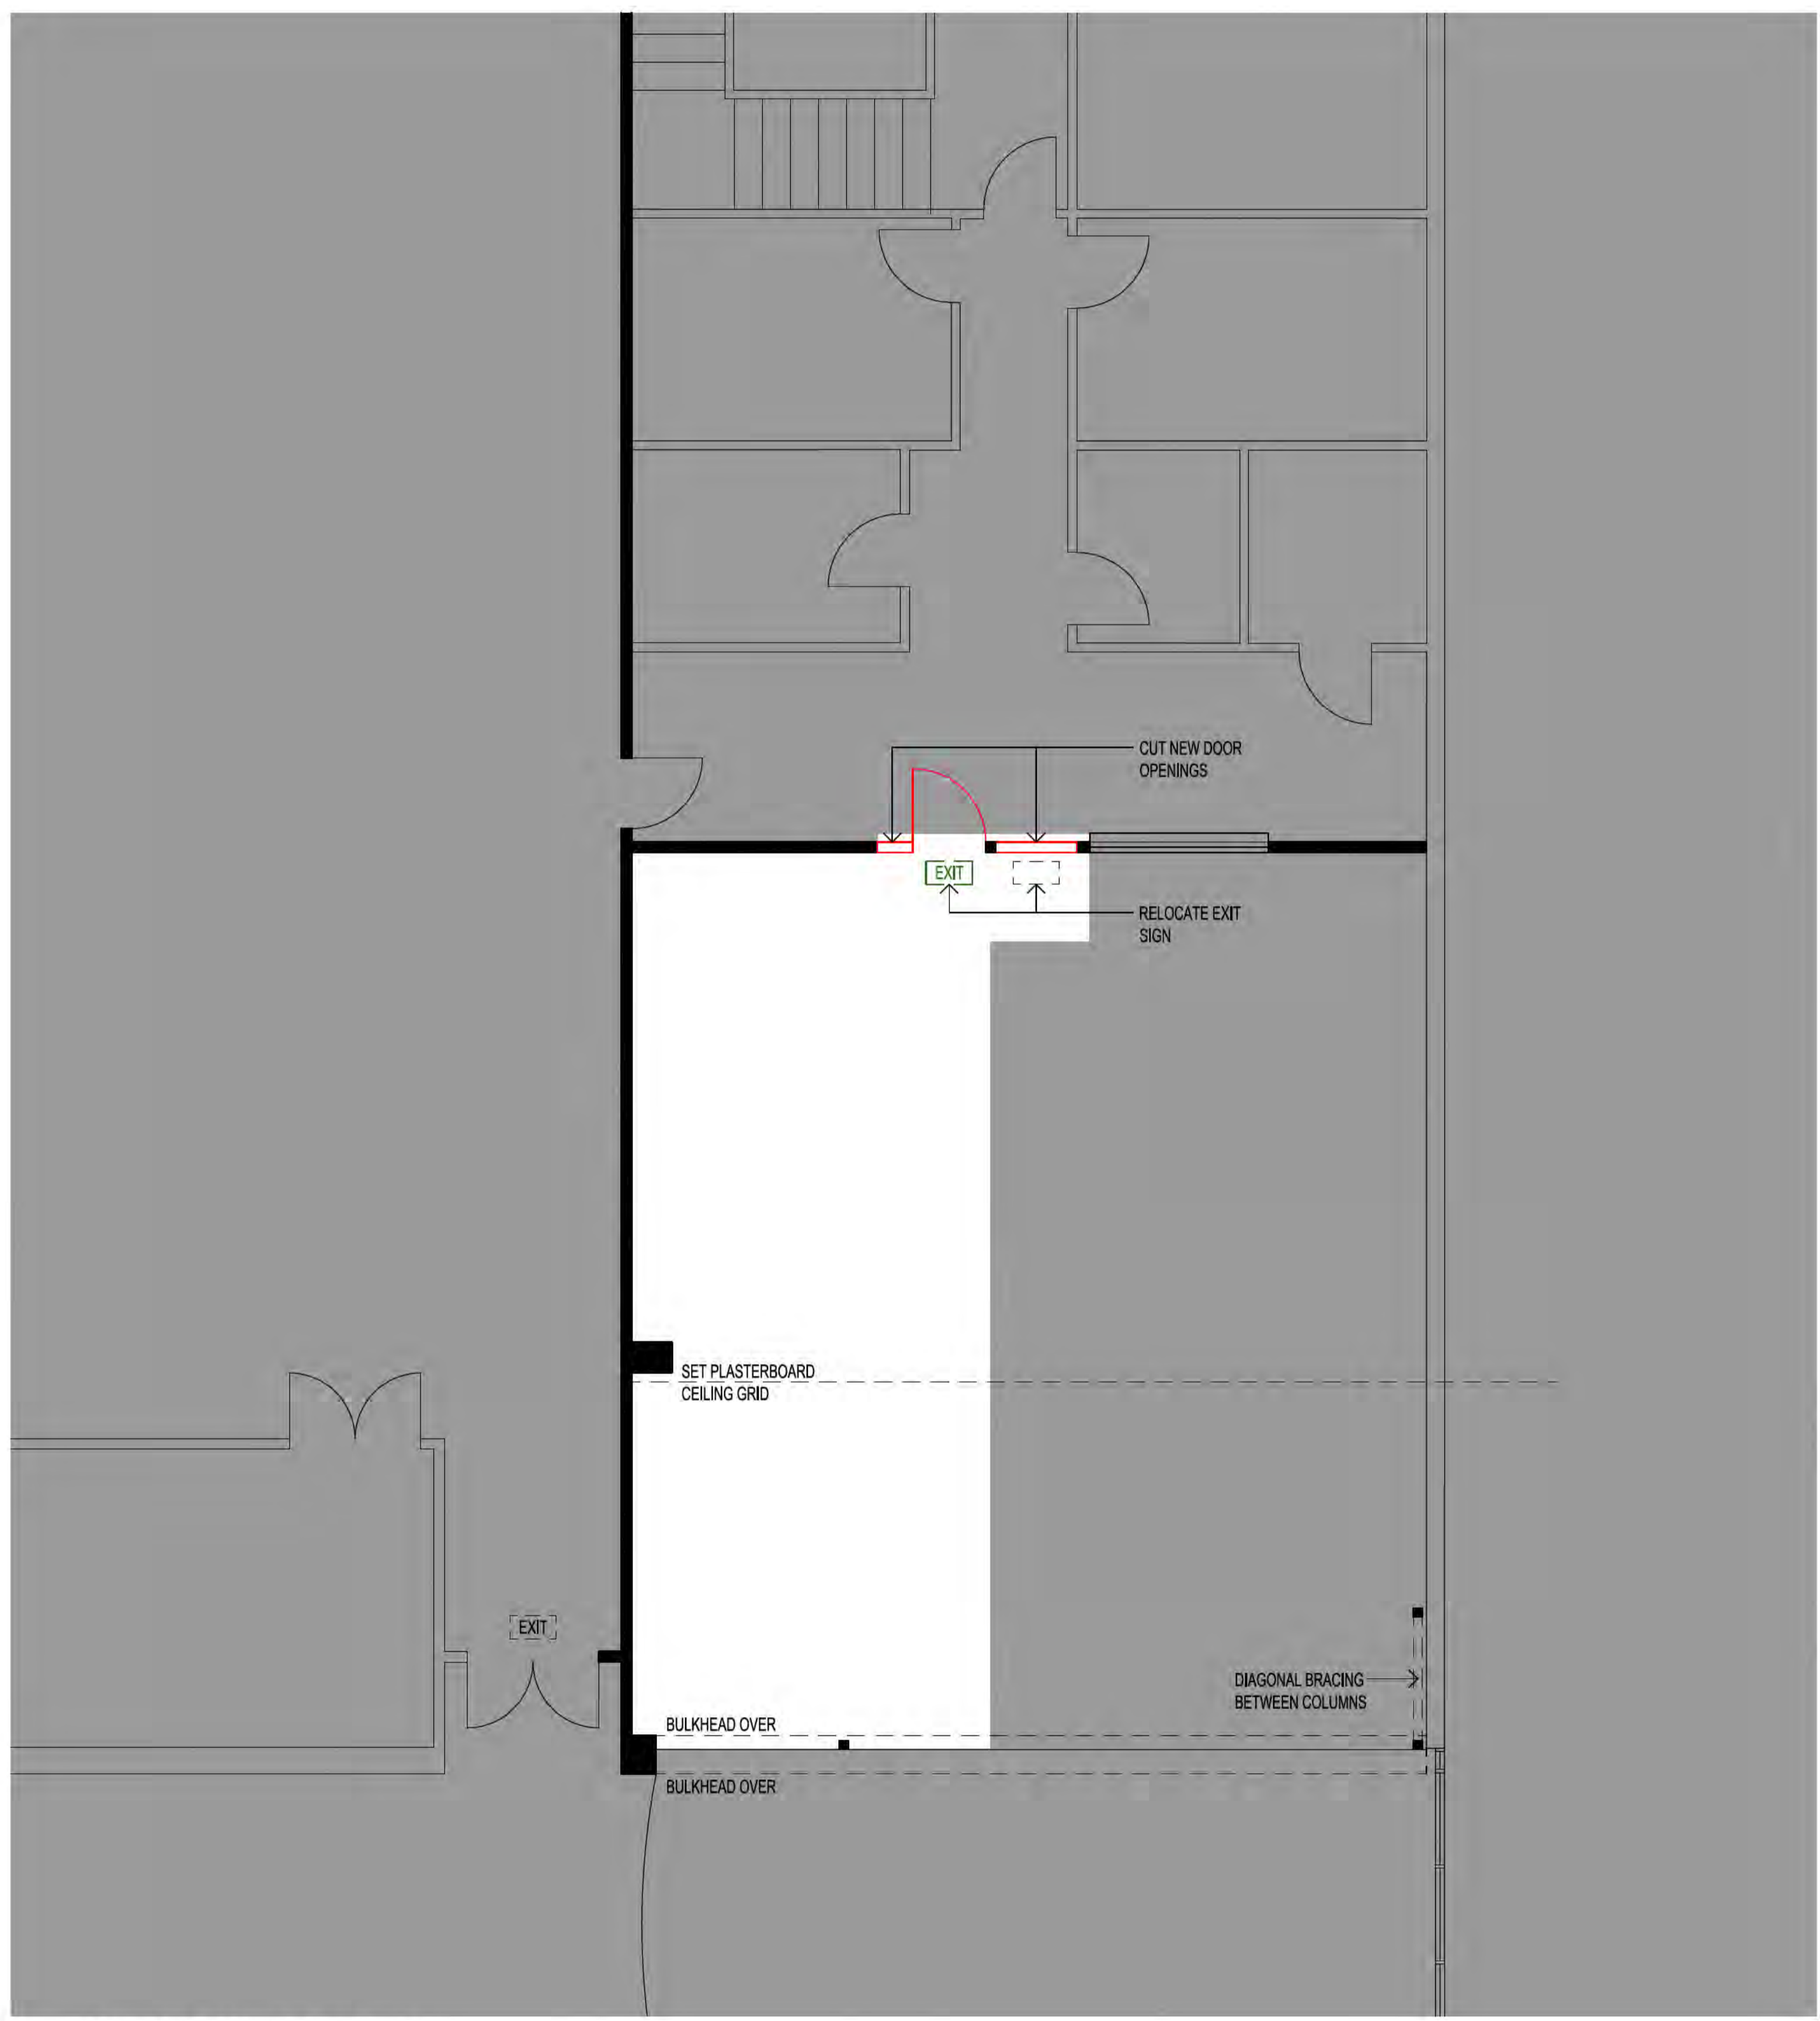 CUT NEW DOOR
OPENINGS
EXIT
RELOCATE EXIT
SIGN
SET PLASTERBOARD
CEILING GRID
EXIT
DIAGONAL BRACING
BETWEEN COLUMNS
BULKHEAD OVER
BULKHEAD OVER